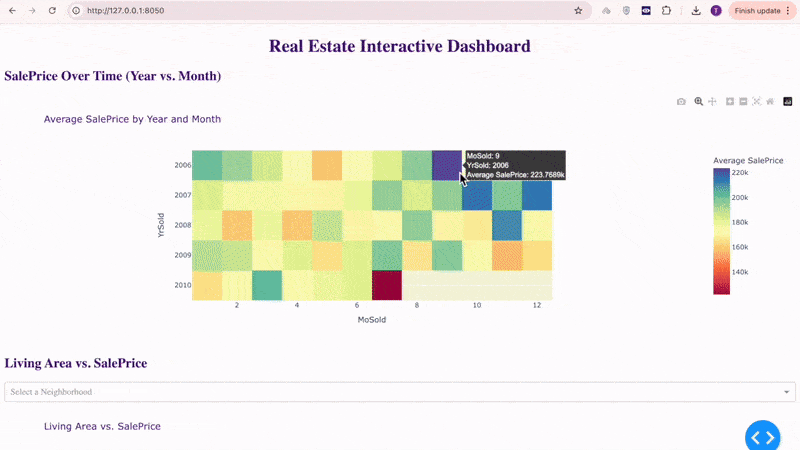 http://127.0.0.1:8050
T
Finish update
Real Estate Interactive Dashboard
SalePrice Over Time (Year vs. Month)
Average SalePrice by Year and Month
MoSold: 9
YrSold: 2006
Average SalePrice: 223.7689k
Average SalePrice
220k
200k
180k
160k
140k
2006
2007
2008
2009
2010
YrSold
2 4 6 8 10 12
MoSold
Living Area vs. SalePrice
Select a Neighborhood
Living Area vs. SalePrice